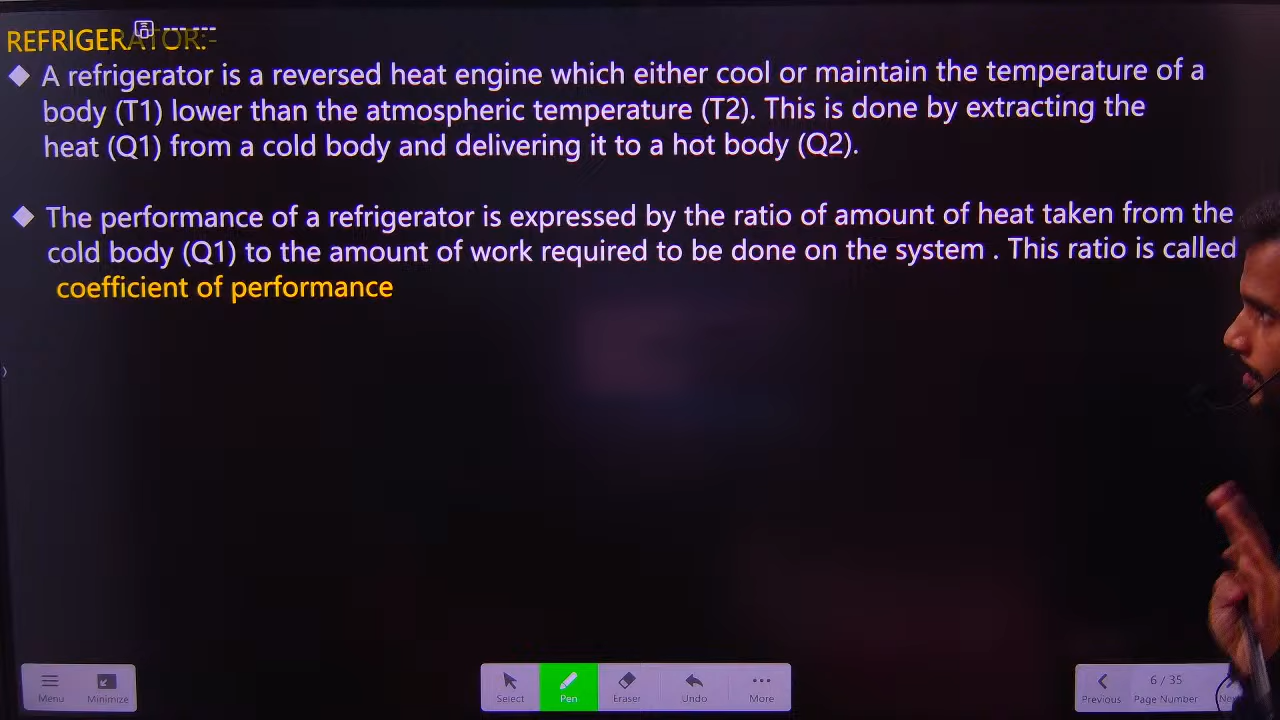 REFRIGERATOR:-
◆ A refrigerator is a reversed heat engine which either cool or maintain the temperature of a
body (T1) lower than the atmospheric temperature (T2). This is done by extracting the
heat (Q1) from a cold body and delivering it to a hot body (Q2).
◆ The performance of a refrigerator is expressed by the ratio of amount of heat taken from the
cold body (Q1) to the amount of work required to be done on the system . This ratio is called
coefficient of performance
Menu Minimize Select Pen Eraser Undo More Previous 6 / 35 Page Number